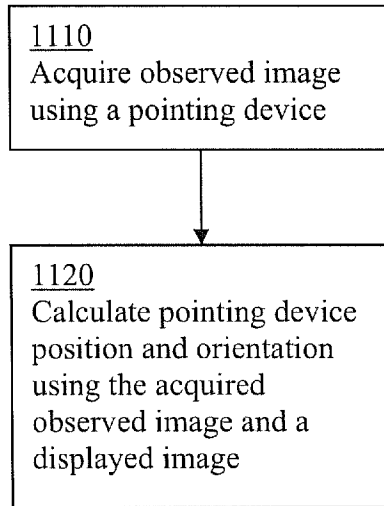 1110
Acquire observed image
using a pointing device
1120
Calculate pointing device
position and orientation
using the acquired
observed image and a
displayed image